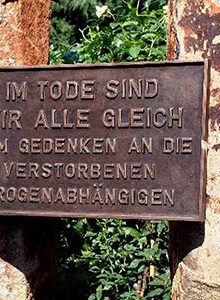 IM TODE SIND
IR ALLE GLEICH
M GEDENKEN AN DIE
VERSTORBENEN
ROGENABHÄNGIGEN